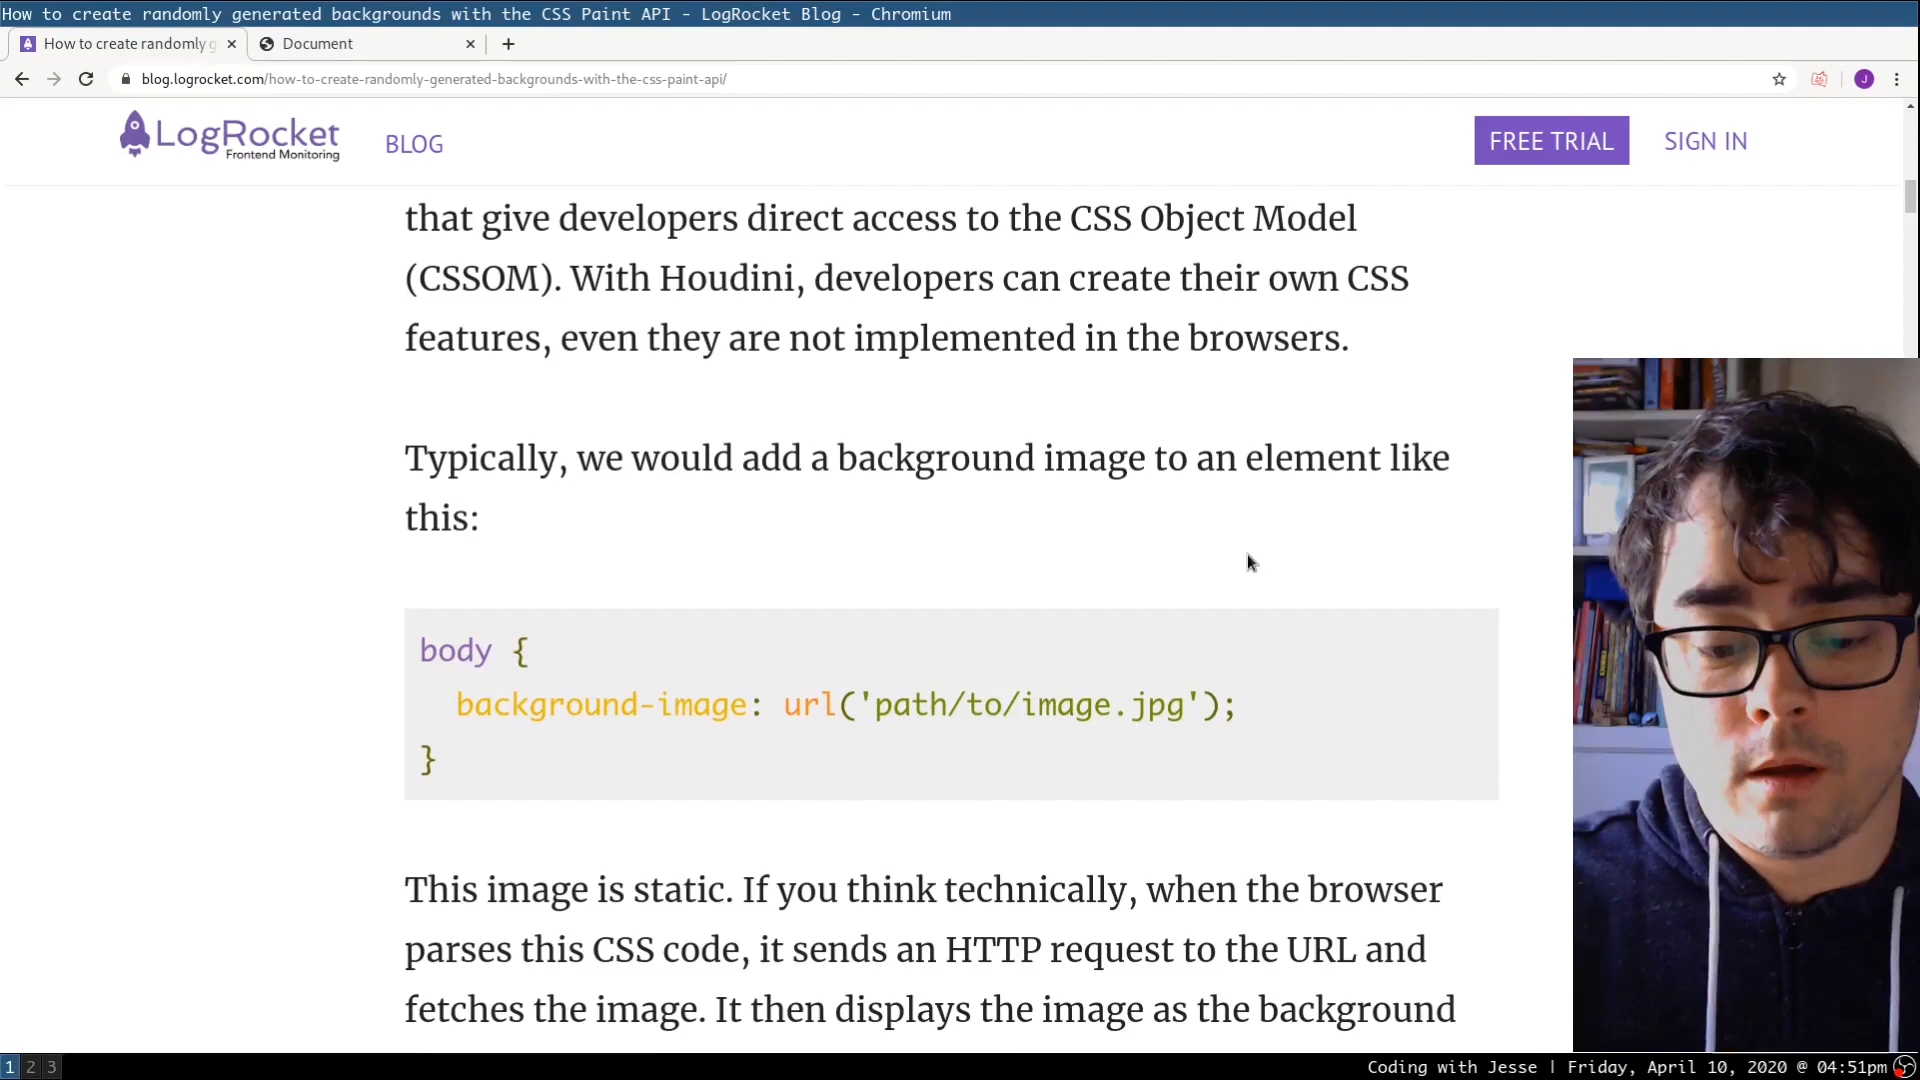 How to create randomly generated backgrounds with the CSS Paint API - LogRocket Blog - Chromium
How to create randomly g
Document
blog.logrocket.com/how-to-create-randomly-generated-backgrounds-with-the-css-paint-api/
J
LogRocket
Frontend Monitoring
BLOG
FREE TRIAL
SIGN IN
that give developers direct access to the CSS Object Model
(CSSOM). With Houdini, developers can create their own CSS
features, even they are not implemented in the browsers.
Typically, we would add a background image to an element like
this:
body {
background-image: url('path/to/image.jpg');
}
This image is static. If you think technically, when the browser
parses this CSS code, it sends an HTTP request to the URL and
fetches the image. It then displays the image as the background
1 2 3
Coding with Jesse | Friday, April 10, 2020 @ 04:51pm